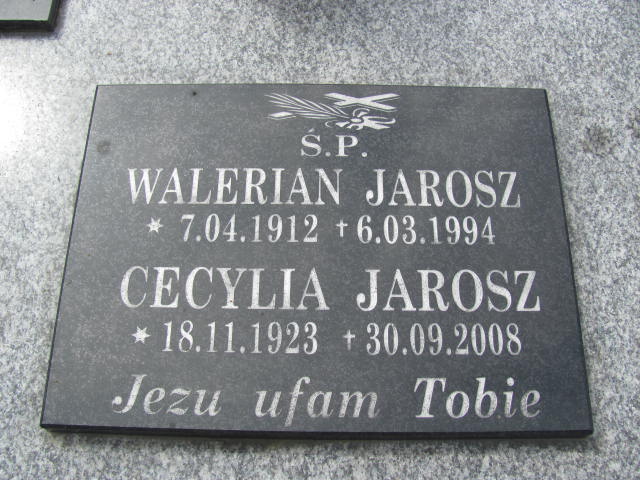 Ś.P.
WALERIAN JAROSZ
* 7.04.1912 † 6.03.1994
CECYLIA JAROSZ
* 18.11.1923 † 30.09.2008
Jezu ufam Tobie